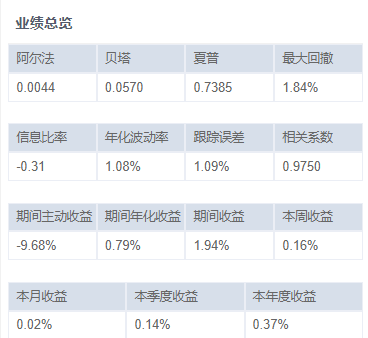 业绩总览
阿尔法 贝塔 夏普 最大回撤
0.0044 0.0570 0.7385 1.84%
信息比率 年化波动率 跟踪误差 相关系数
-0.31 1.08% 1.09% 0.9750
期间主动收益 期间年化收益 期间收益 本周收益
-9.68% 0.79% 1.94% 0.16%
本月收益 本季度收益 本年度收益
0.02% 0.14% 0.37%